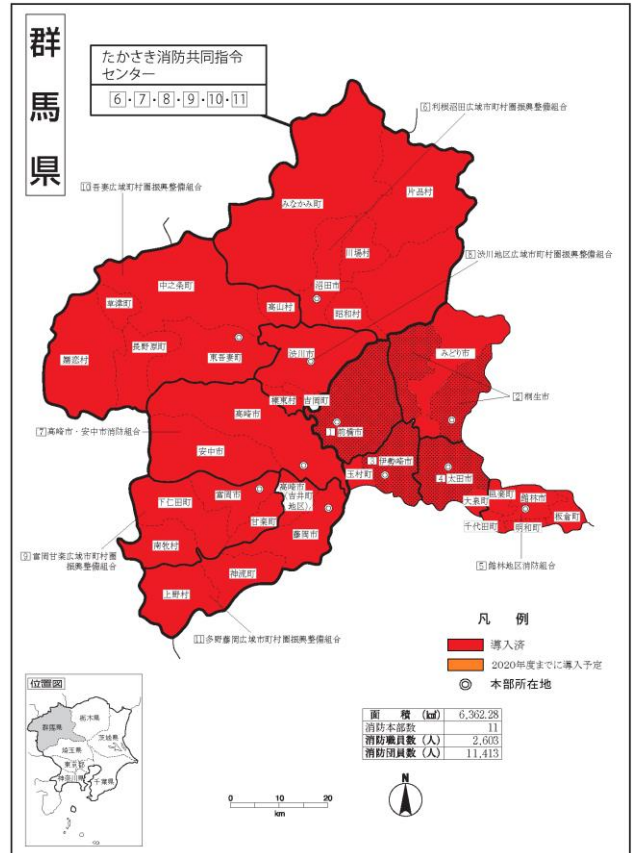 群馬県
たかさき消防共同指令
センター
6・7・8・9・10・11
6 利根沼田広域市町村圏振興整備組合
10 吾妻広域町村圏振興整備組合
みなかみ町
片品村
川場村
8 渋川地区広域市町村圏振興整備組合
中之条町
沼田市
草津町
高山村
昭和村
長野原町
嬬恋村
東吾妻町
渋川市
みどり市
榛東村
吉岡町
2 桐生市
高崎市
7 高崎市・安中市消防組合
1 前橋市
安中市
3 伊勢崎市
玉村町
4 太田市
邑楽町
館林市
大泉町
板倉町
千代田町
明和町
下仁田町
富岡市
高崎市
(吉井町
地区)
甘楽町
藤岡市
南牧村
9 富岡甘楽広域市町村圏
振興整備組合
5 館林地区消防組合
神流町
上野村
11 多野藤岡広域市町村圏振興整備組合
凡 例
導入済
2020年度までに導入予定
本部所在地
位置図
群馬県
栃木県
茨城県
埼玉県
東京都
神奈川県
千葉県
面 積 (㎢) 6,362.28
消防本部数 11
消防職員数 (人) 2,603
消防団員数 (人) 11,413
N
0 10 20
km